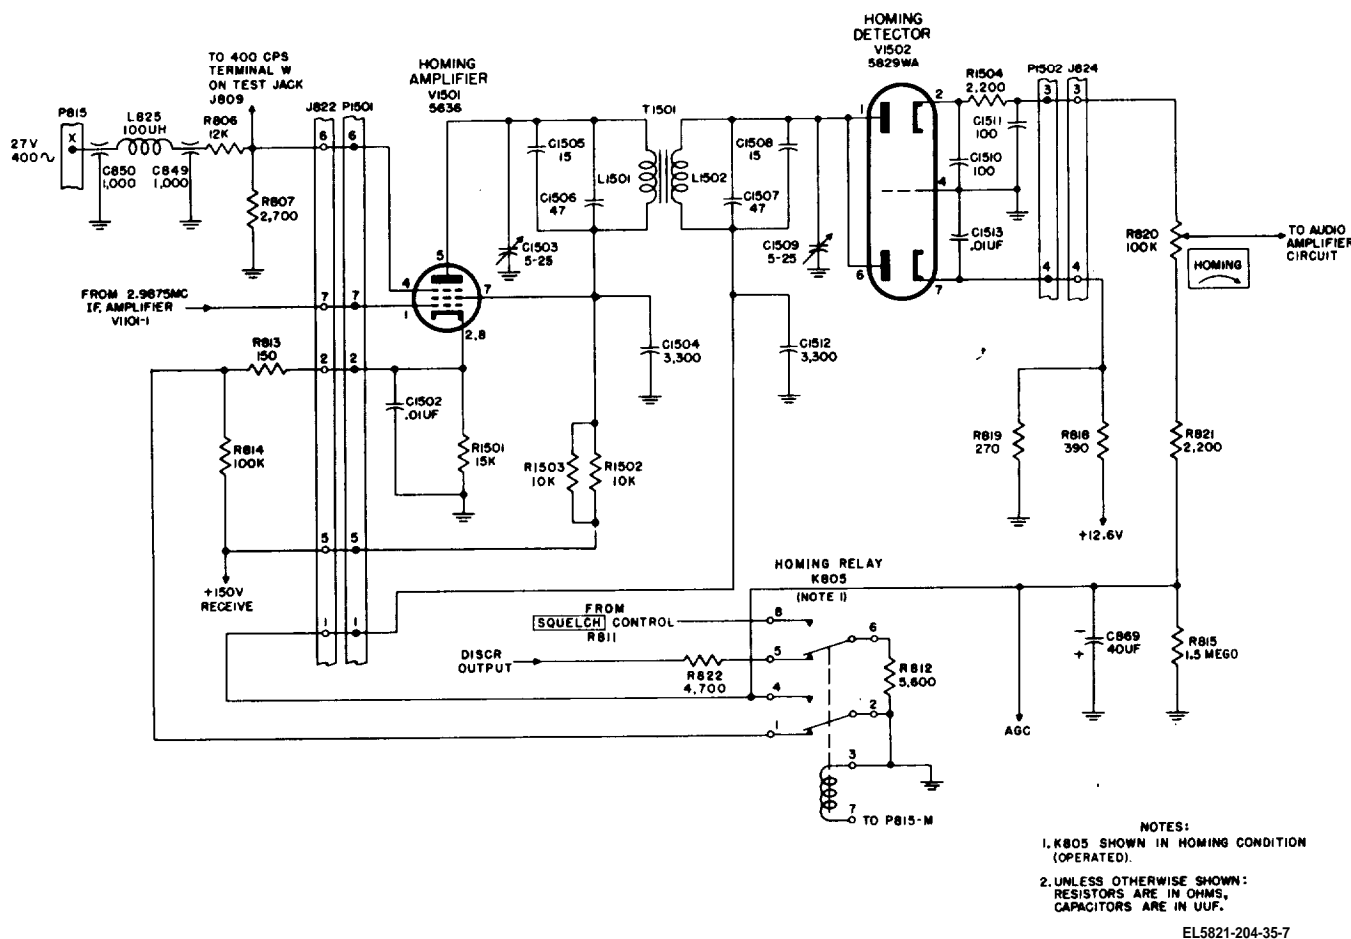 HOMING
DETECTOR
V1502
5829WA
TO 400 CPS
TERMINAL W
ON TEST JACK
J809
HOMING
AMPLIFIER
V1501
5636
P815
X
27V
400~
L825
100UH
R806
12K
C850
1,000
C849
1,000
R807
2,700
J822 P1501
6 6
7 7
2 2
5 5
1 1
FROM 2.9875MC
I.F. AMPLIFIER
V1101-1
R813
150
R814
100K
+150V
RECEIVE
5
4
1
7
2,8
C1502
.01UF
R1501
15K
C1503
5-25
C1505
15
C1506
47
L1501
T1501
L1502
C1508
15
C1507
47
C1509
5-25
C1504
3,300
C1512
3,300
R1503
10K
R1502
10K
1
2
4
6
7
R1504
2,200
C1511
100
C1510
100
C1513
.01UF
P1502 J824
3 3
4 4
R820
100K
TO AUDIO
AMPLIFIER
CIRCUIT
HOMING
R819
270
R818
390
R821
2,200
+12.6V
HOMING RELAY
K805
(NOTE 1)
FROM
SQUELCH CONTROL
R811
8
6
DISCR
OUTPUT
5
R822
4,700
R812
5,600
4
2
1
3
7
TO P815-M
AGC
C869
40UF
-
+
R815
1.5 MEGO
NOTES:
1. K805 SHOWN IN HOMING CONDITION
(OPERATED).
2. UNLESS OTHERWISE SHOWN:
RESISTORS ARE IN OHMS,
CAPACITORS ARE IN UUF.
EL5821-204-35-7